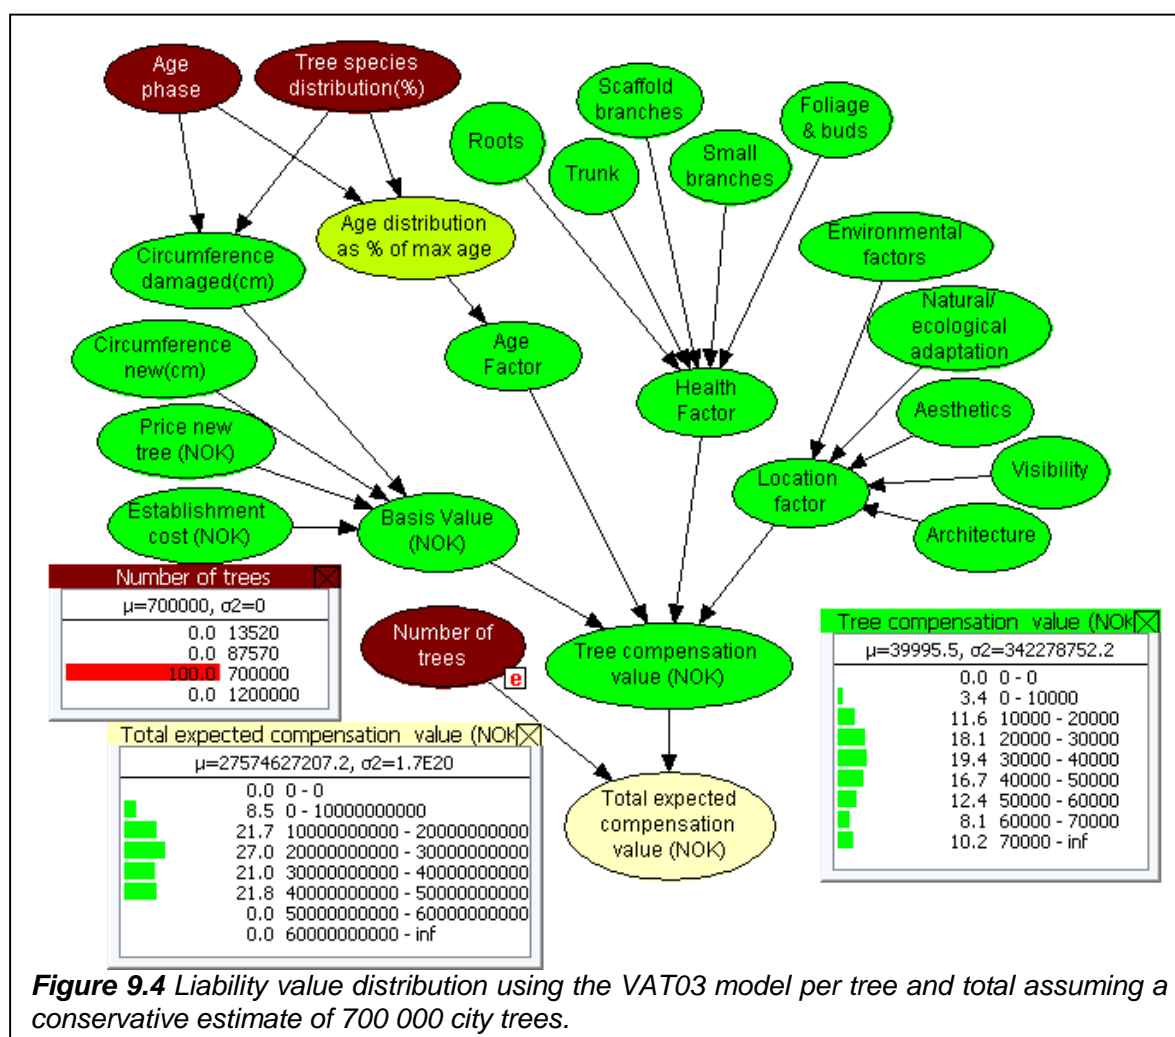 Age
phase
Tree species
distribution(%)
Scaffold
branches
Foliage
& buds
Roots
Trunk
Small
branches
Age distribution
as % of max age
Circumference
damaged(cm)
Environmental
factors
Natural/
ecological
adaptation
Circumference
new(cm)
Age
Factor
Health
Factor
Aesthetics
Price new
tree (NOK)
Visibility
Location
factor
Establishment
cost (NOK)
Basis Value
(NOK)
Architecture
Number of trees
μ=700000, σ2=0
0.0 13520
0.0 87570
100.0 700000
0.0 1200000
Number of
trees
e
Tree compensation
value (NOK)
Tree compensation value (NOK
μ=39995.5, σ2=342278752.2
0.0 0 - 0
3.4 0 - 10000
11.6 10000 - 20000
18.1 20000 - 30000
19.4 30000 - 40000
16.7 40000 - 50000
12.4 50000 - 60000
8.1 60000 - 70000
10.2 70000 - inf
Total expected compensation value (NOK
μ=27574627207.2, σ2=1.7E20
0.0 0 - 0
8.5 0 - 10000000000
21.7 10000000000 - 20000000000
27.0 20000000000 - 30000000000
21.0 30000000000 - 40000000000
21.8 40000000000 - 50000000000
0.0 50000000000 - 60000000000
0.0 60000000000 - inf
Total expected
compensation
value (NOK)
Figure 9.4 Liability value distribution using the VAT03 model per tree and total assuming a
conservative estimate of 700 000 city trees.